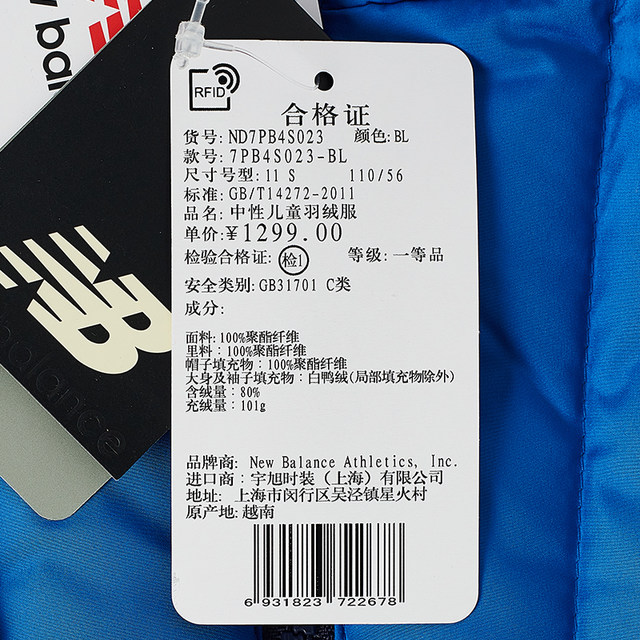 w bal
NB
balance
RFID
合格证
货号: ND7PB4S023 颜色: BL
款号: 7PB4S023-BL
尺寸号型: 11 S 110/56
标准: GB/T14272-2011
品名: 中性儿童羽绒服
单价: ¥1299.00
检验合格证: 检1 等级: 一等品
安全类别: GB31701 C类
成分:
面料: 100%聚酯纤维
里料: 100%聚酯纤维
帽子填充物: 100%聚酯纤维
大身及袖子填充物: 白鸭绒(局部填充物除外)
含绒量: 80%
充绒量: 101g
品牌商: New Balance Athletics, Inc.
进口商: 宇旭时装(上海)有限公司
地址: 上海市闵行区吴泾镇星火村
原产地: 越南
6 931823 722678